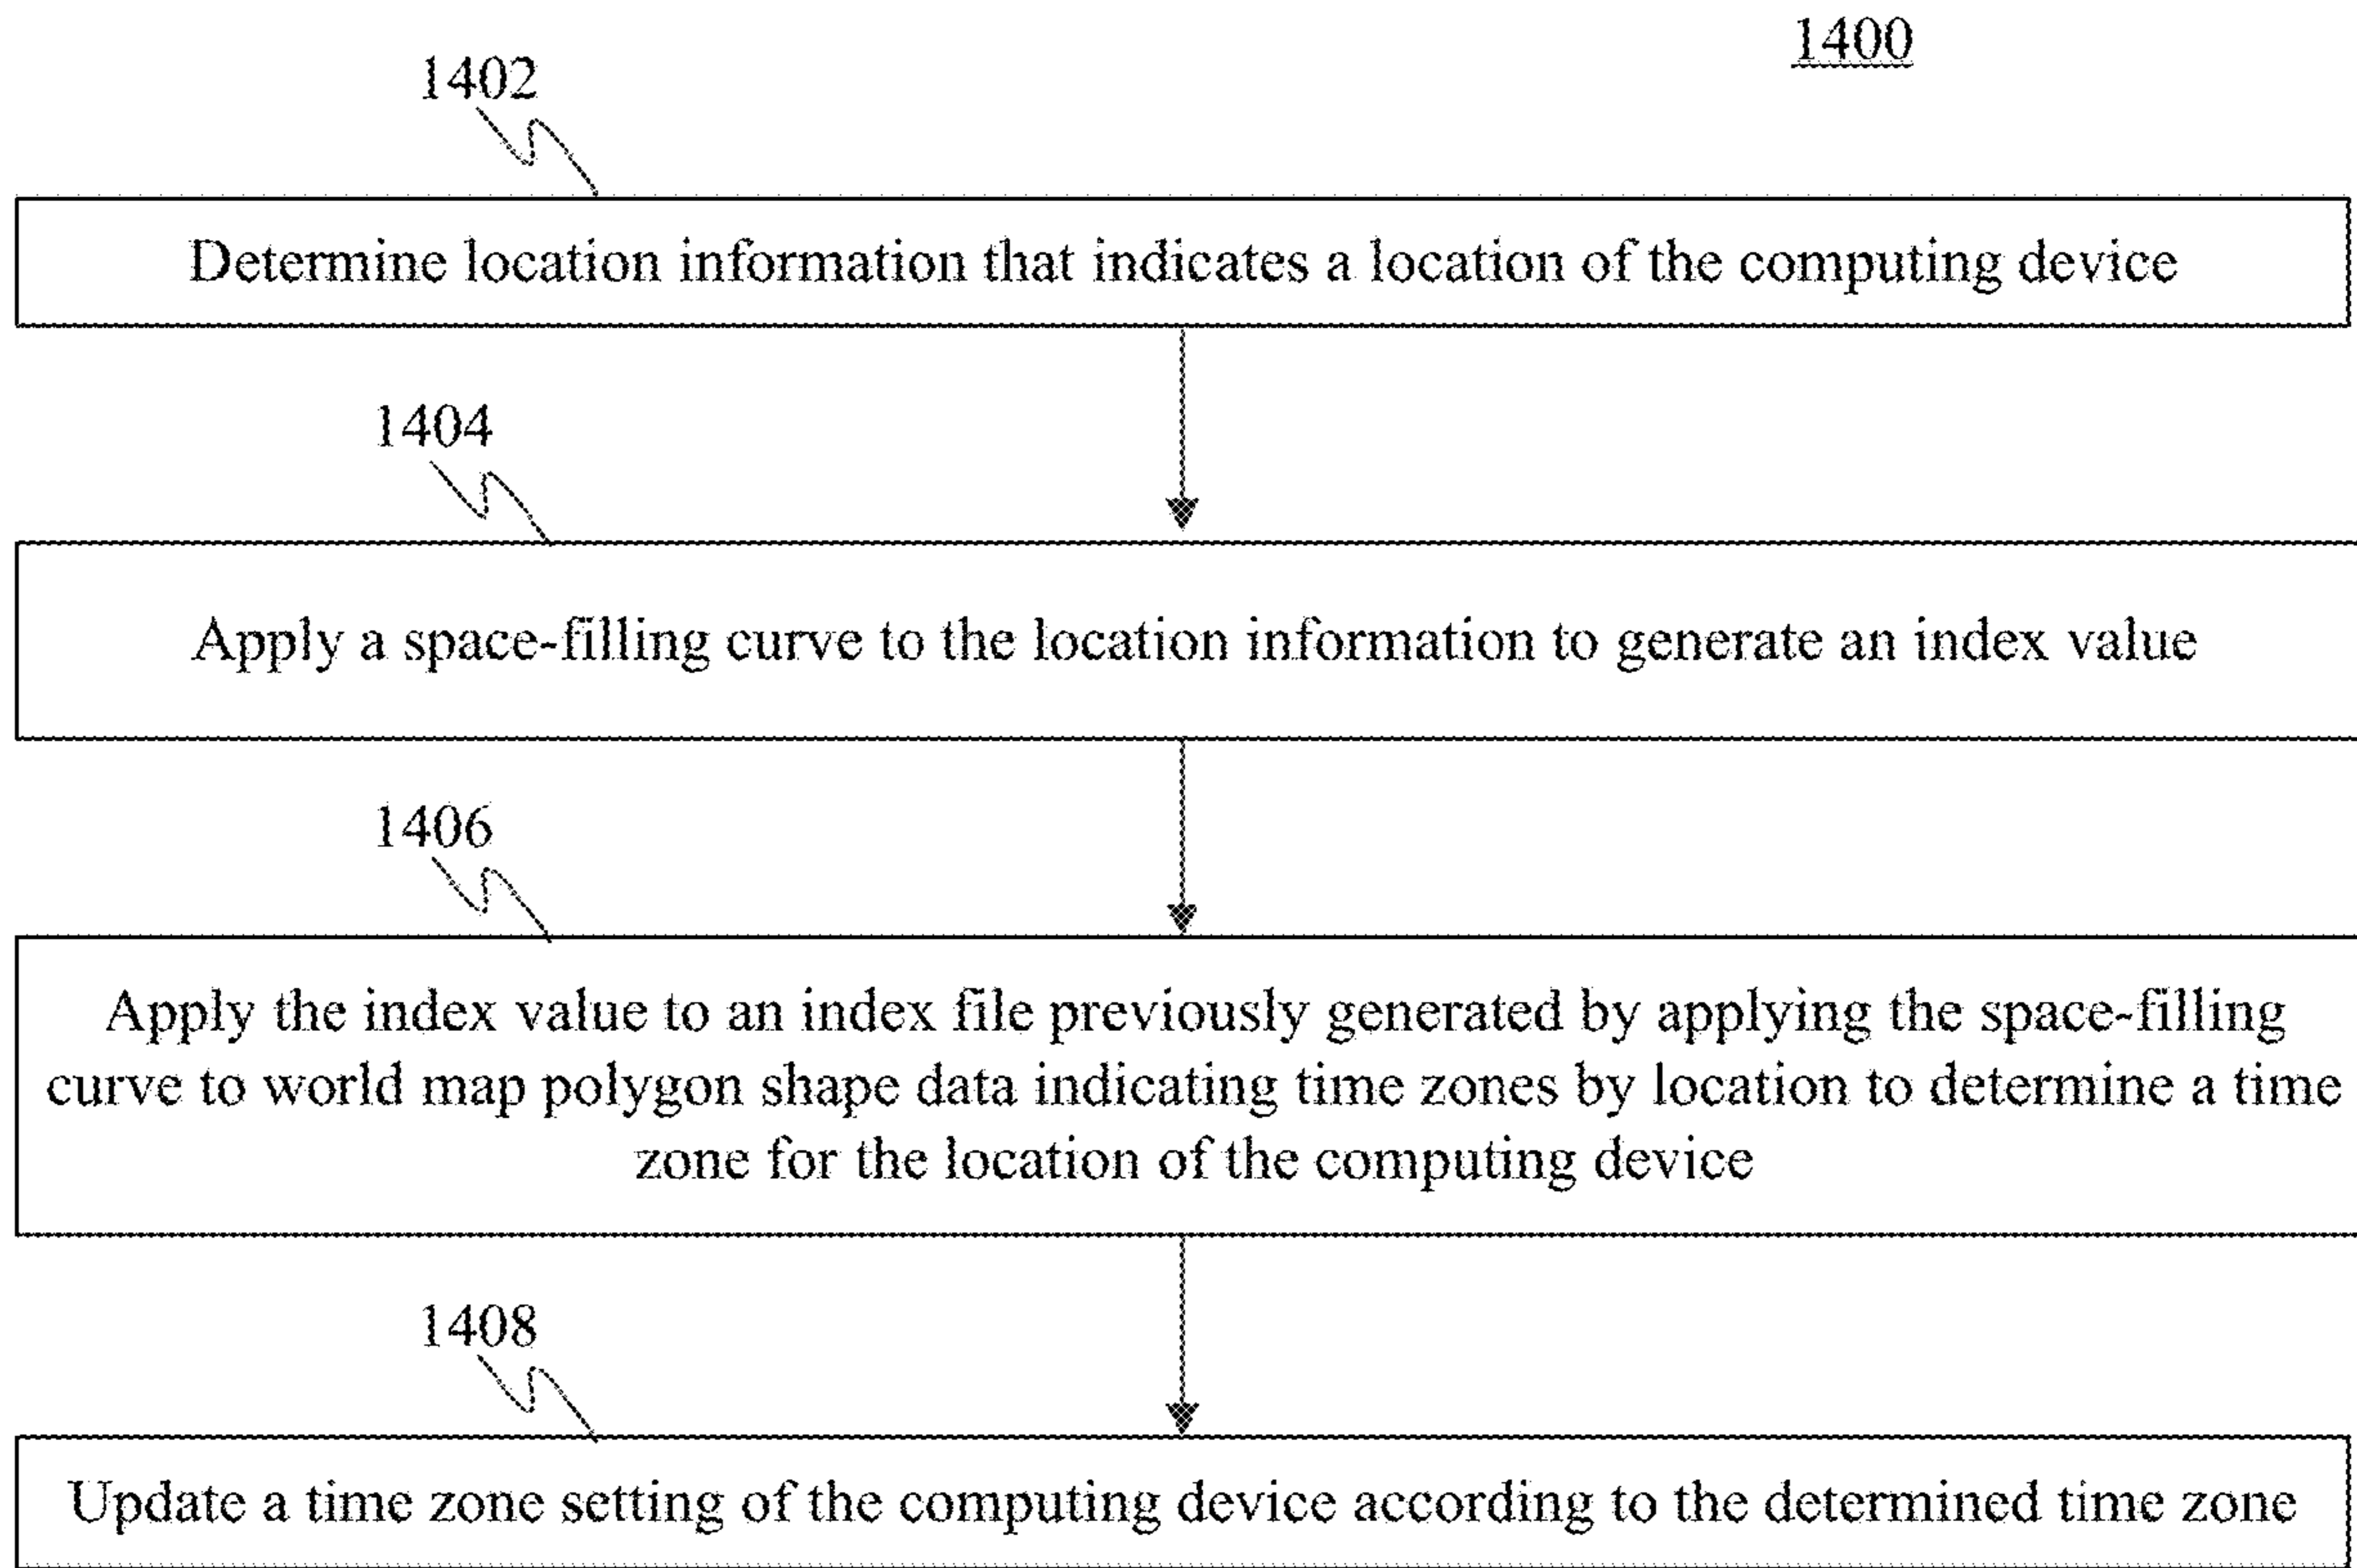 1400
1402
Determine location information that indicates a location of the computing device
1404
Apply a space-filling curve to the location information to generate an index value
1406
Apply the index value to an index file previously generated by applying the space-filling
curve to world map polygon shape data indicating time zones by location to determine a time
zone for the location of the computing device
1408
Update a time zone setting of the computing device according to the determined time zone